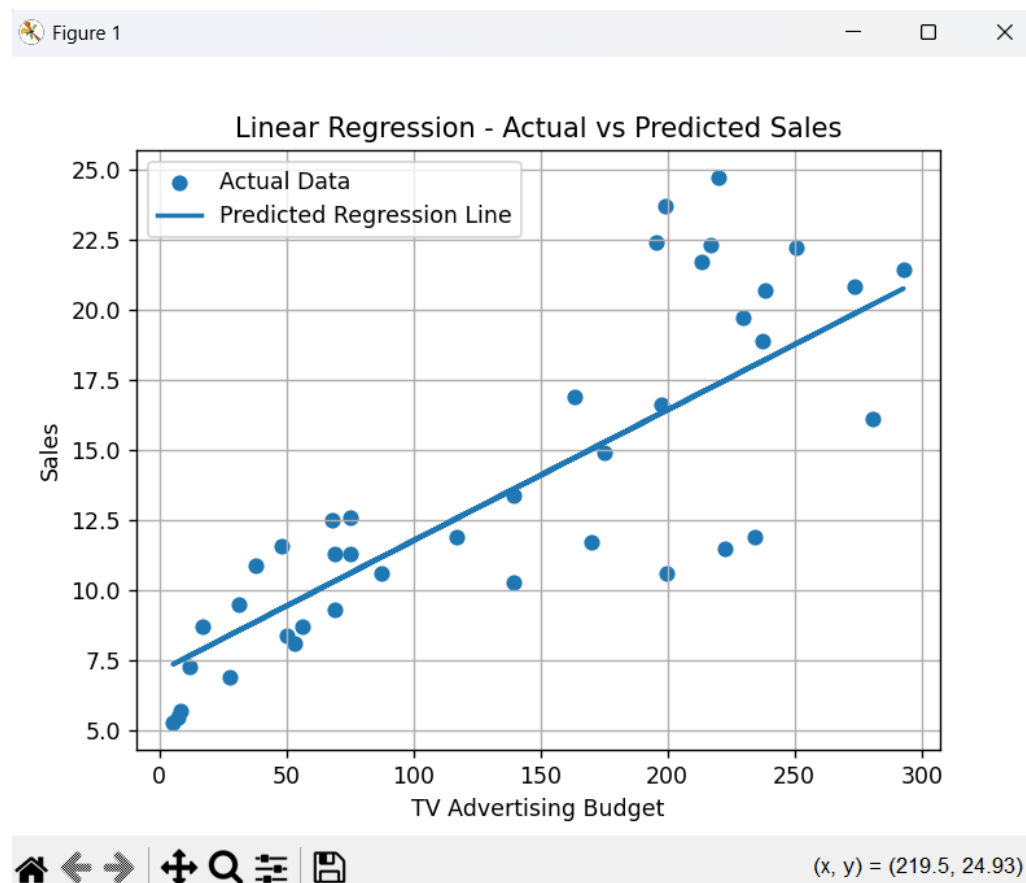 Figure 1
Linear Regression - Actual vs Predicted Sales
Actual Data
Predicted Regression Line
25.0
22.5
20.0
17.5
15.0
12.5
10.0
7.5
5.0
Sales
0 50 100 150 200 250 300
TV Advertising Budget
(x, y) = (219.5, 24.93)